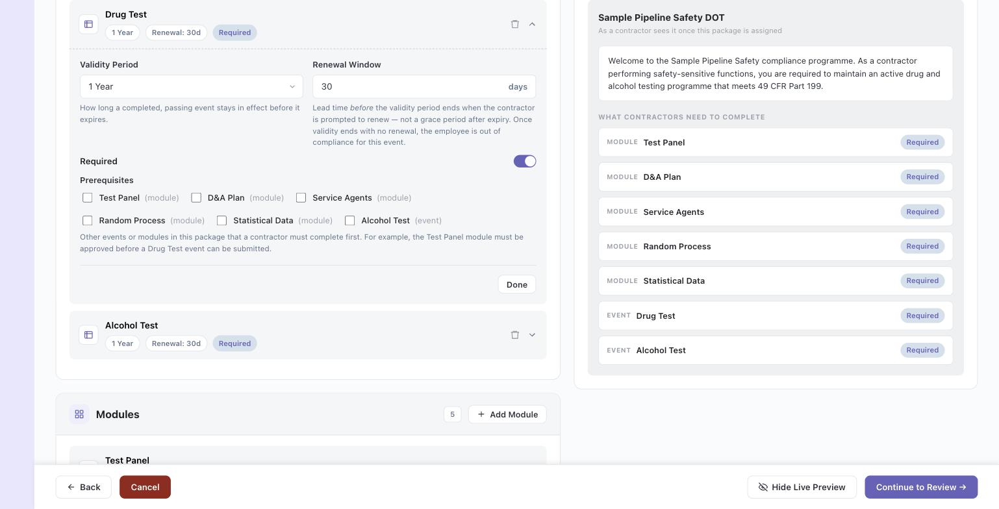 Drug Test
1 Year
Renewal: 30d
Required
Validity Period
1 Year
How long a completed, passing event stays in effect before it
expires.
Renewal Window
30
days
Lead time before the validity period ends when the contractor
is prompted to renew — not a grace period after expiry. Once
validity ends with no renewal, the employee is out of
compliance for this event.
Required
Prerequisites
Test Panel (module)
D&A Plan (module)
Service Agents (module)
Random Process (module)
Statistical Data (module)
Alcohol Test (event)
Other events or modules in this package that a contractor must complete first. For example, the Test Panel module must be
approved before a Drug Test event can be submitted.
Done
Alcohol Test
1 Year
Renewal: 30d
Required
Modules
5
+ Add Module
Test Panel
Sample Pipeline Safety DOT
As a contractor sees it once this package is assigned
Welcome to the Sample Pipeline Safety compliance programme. As a contractor
performing safety-sensitive functions, you are required to maintain an active drug and
alcohol testing programme that meets 49 CFR Part 199.
WHAT CONTRACTORS NEED TO COMPLETE
MODULE Test Panel Required
MODULE D&A Plan Required
MODULE Service Agents Required
MODULE Random Process Required
MODULE Statistical Data Required
EVENT Drug Test Required
EVENT Alcohol Test Required
← Back
Cancel
Hide Live Preview
Continue to Review →